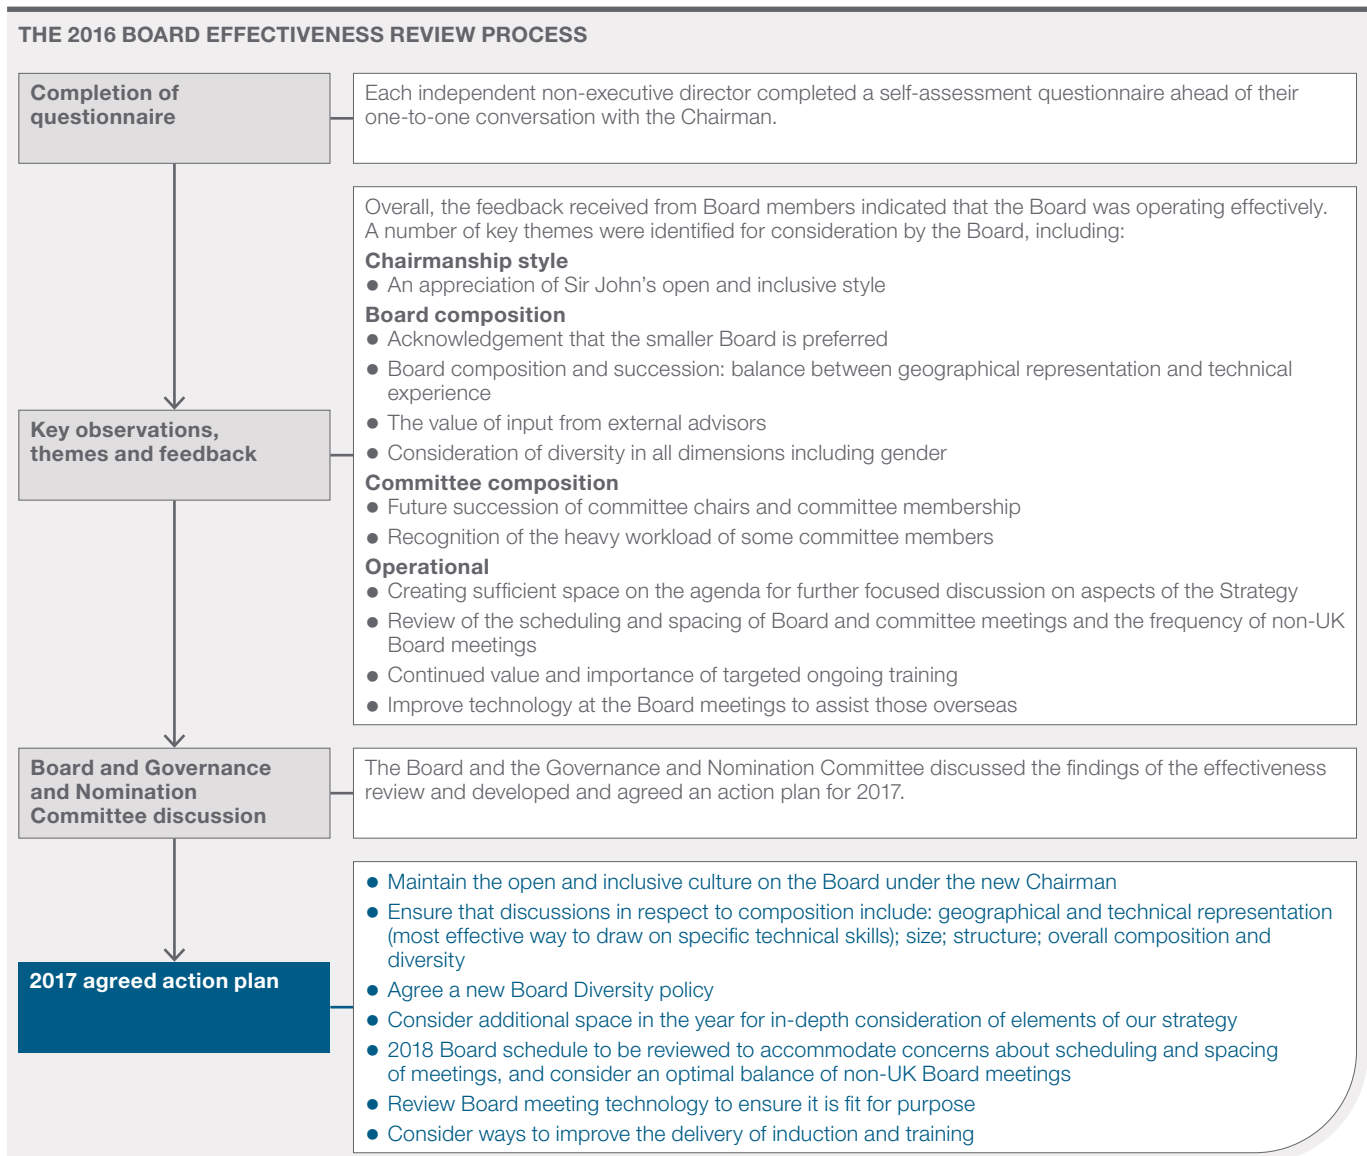 THE 2016 BOARD EFFECTIVENESS REVIEW PROCESS
Completion of
questionnaire
Each independent non-executive director completed a self-assessment questionnaire ahead of their
one-to-one conversation with the Chairman.
Key observations,
themes and feedback
Overall, the feedback received from Board members indicated that the Board was operating effectively.
A number of key themes were identified for consideration by the Board, including:
Chairmanship style
● An appreciation of Sir John's open and inclusive style
Board composition
● Acknowledgement that the smaller Board is preferred
● Board composition and succession: balance between geographical representation and technical
experience
● The value of input from external advisors
● Consideration of diversity in all dimensions including gender
Committee composition
● Future succession of committee chairs and committee membership
● Recognition of the heavy workload of some committee members
Operational
● Creating sufficient space on the agenda for further focused discussion on aspects of the Strategy
● Review of the scheduling and spacing of Board and committee meetings and the frequency of non-UK
Board meetings
● Continued value and importance of targeted ongoing training
● Improve technology at the Board meetings to assist those overseas
Board and Governance
and Nomination
Committee discussion
The Board and the Governance and Nomination Committee discussed the findings of the effectiveness
review and developed and agreed an action plan for 2017.
2017 agreed action plan
● Maintain the open and inclusive culture on the Board under the new Chairman
● Ensure that discussions in respect to composition include: geographical and technical representation
(most effective way to draw on specific technical skills); size; structure; overall composition and
diversity
● Agree a new Board Diversity policy
● Consider additional space in the year for in-depth consideration of elements of our strategy
● 2018 Board schedule to be reviewed to accommodate concerns about scheduling and spacing
of meetings, and consider an optimal balance of non-UK Board meetings
● Review Board meeting technology to ensure it is fit for purpose
● Consider ways to improve the delivery of induction and training